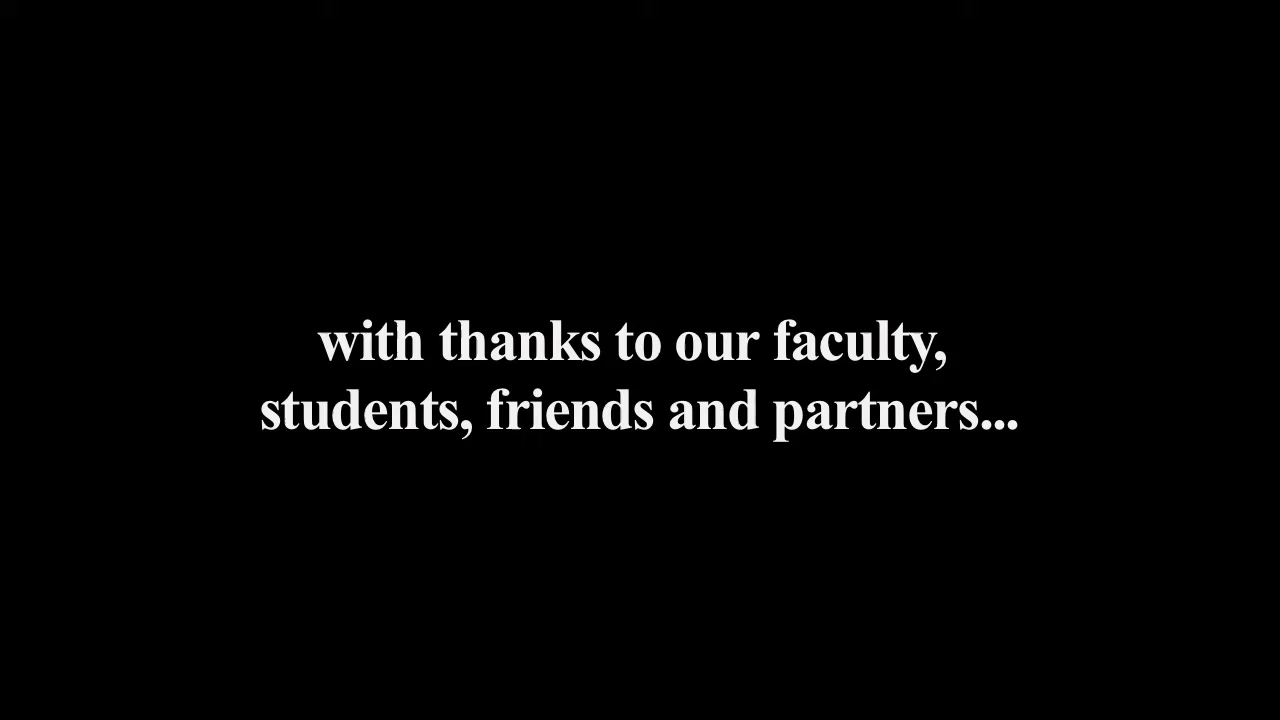 with thanks to our faculty,
students, friends and partners...